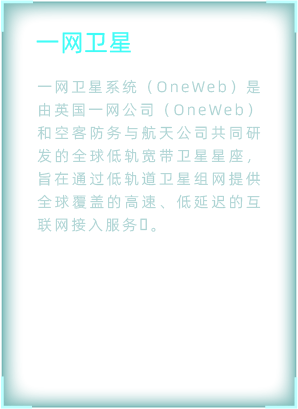 一网卫星
一网卫星系统（OneWeb）是
由英国一网公司（OneWeb）
和空客防务与航天公司共同研
发的全球低轨宽带卫星星座，
旨在通过低轨道卫星组网提供
全球覆盖的高速、低延迟的互
联网接入服务。